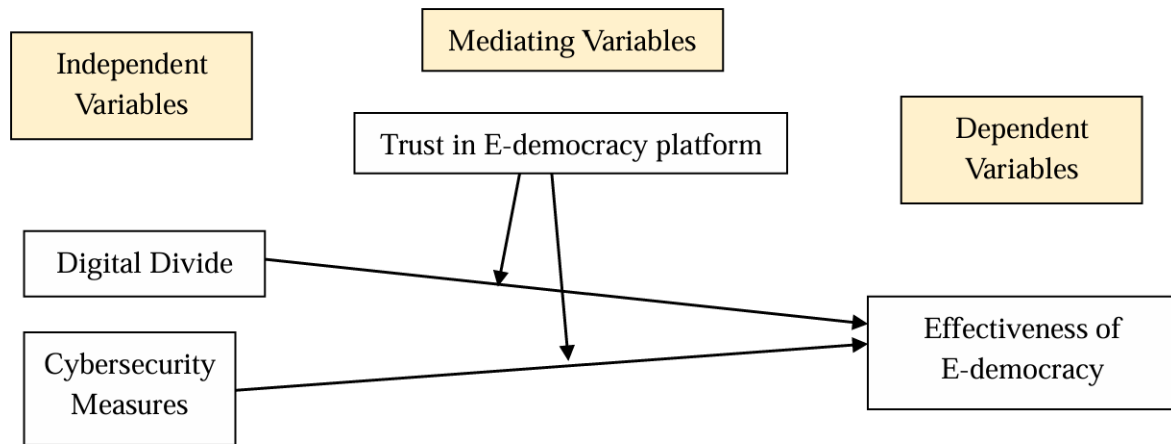 Mediating Variables
Independent
Variables
Trust in E-democracy platform
Dependent
Variables
Digital Divide
Effectiveness of
E-democracy
Cybersecurity
Measures